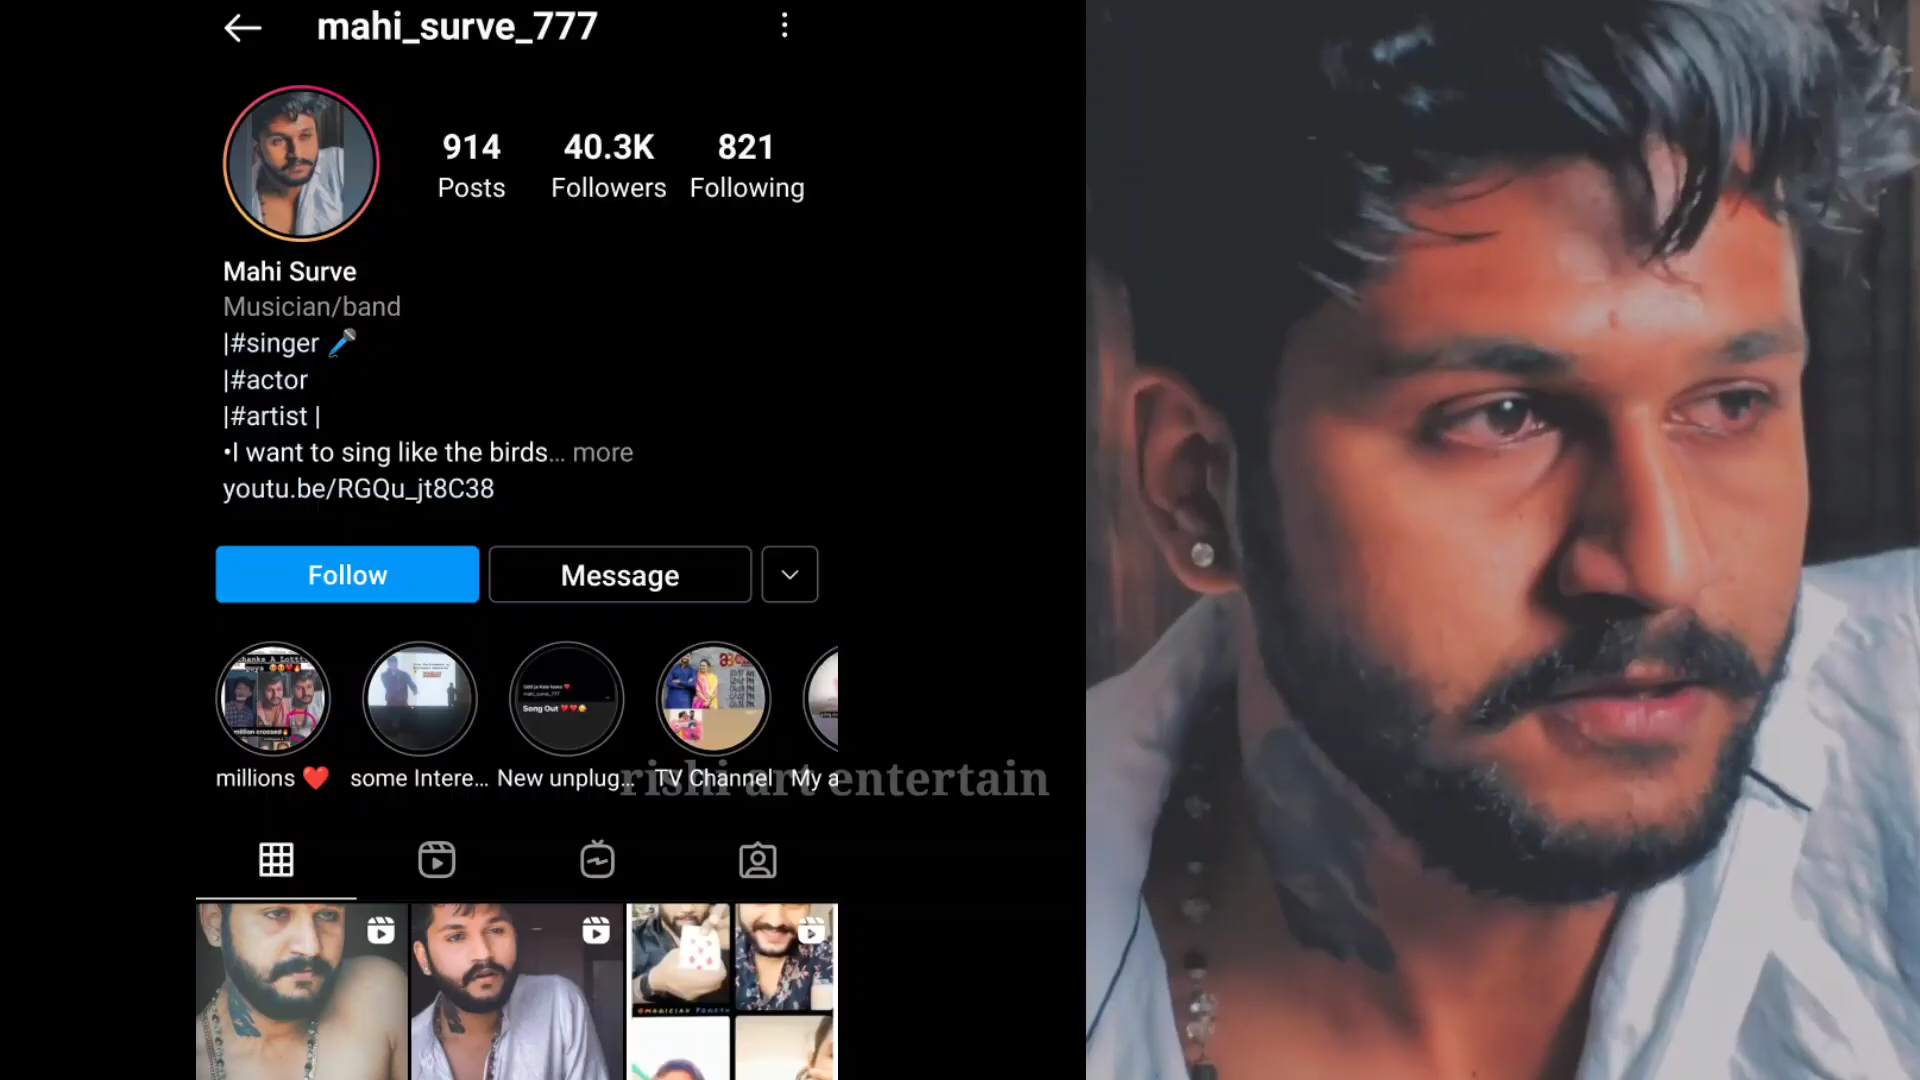 mahi_surve_777
914 40.3K 821
Posts Followers Following
Mahi Surve
Musician/band
|#singer 🎤
|#actor
|#artist |
•I want to sing like the birds... more
youtu.be/RGQu_jt8C38
Follow Message
Song Out ❤️❤️😘
millions ❤️ some Intere... New unplug... TV Channel My a
rishi art entertain